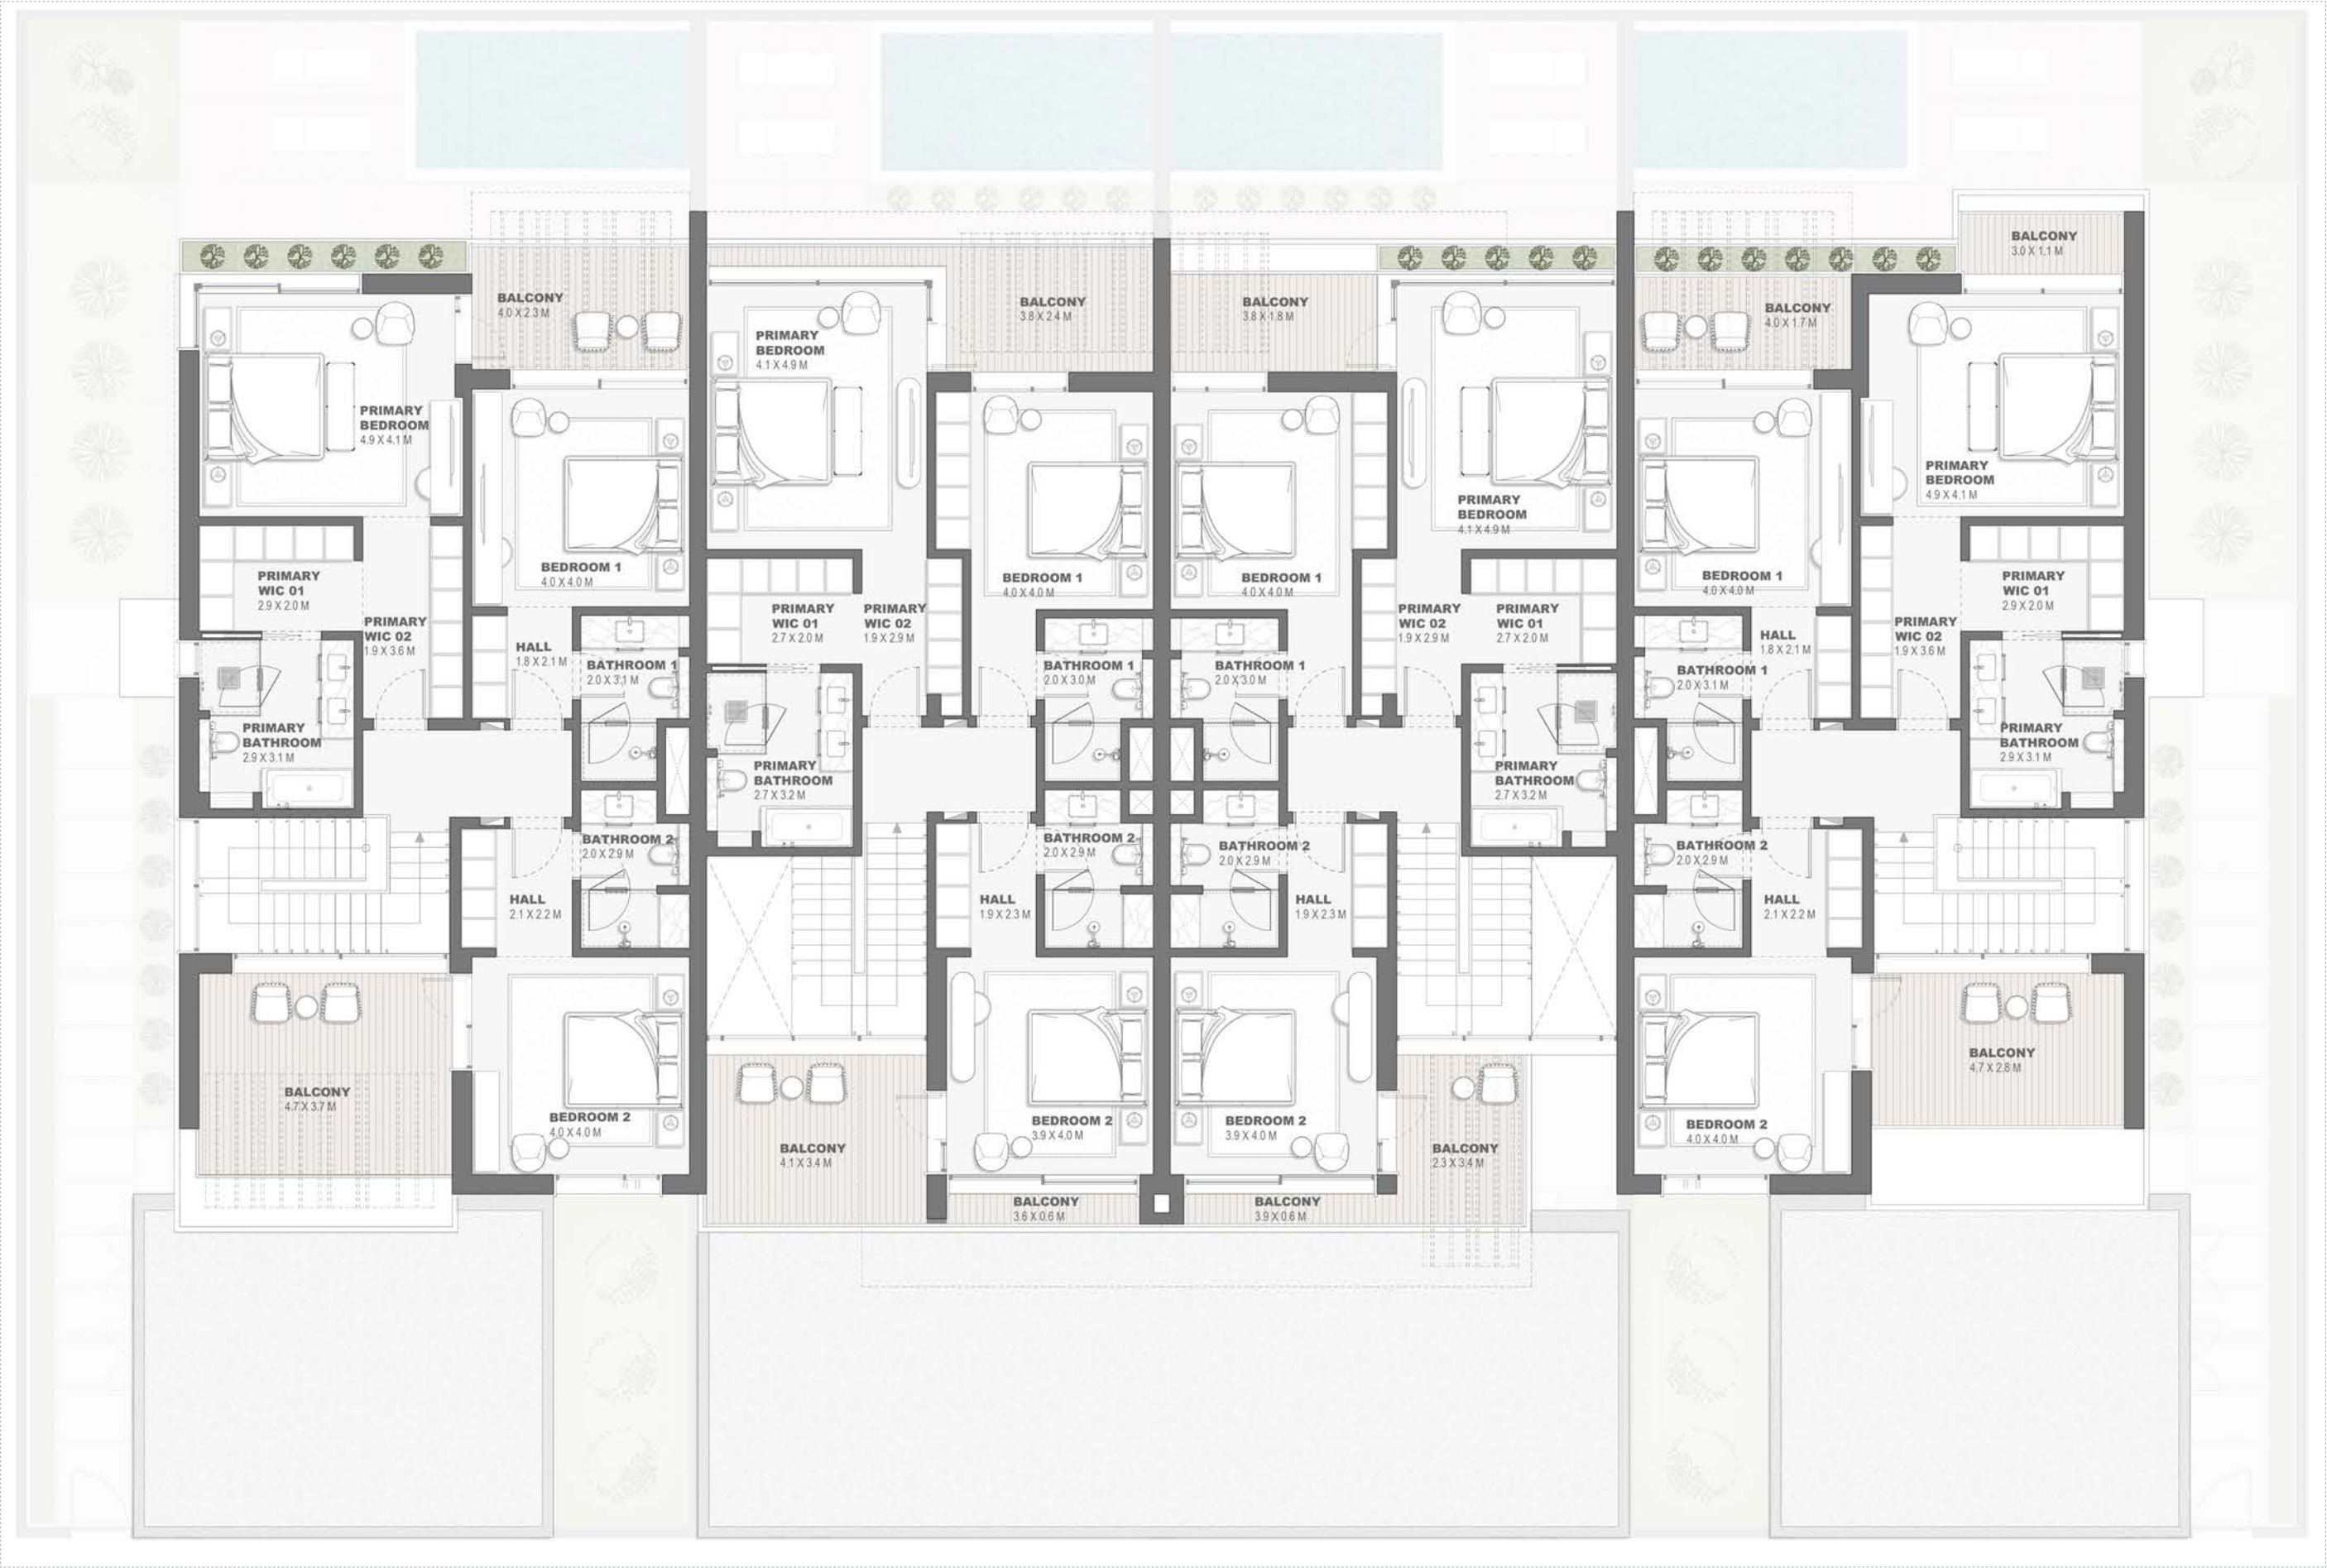 BALCONY
4.0 X 2.3 M
PRIMARY
BEDROOM
4.9 X 4.1 M
BEDROOM 1
4.0 X 4.0 M
PRIMARY
WIC 01
2.9 X 2.0 M
PRIMARY
WIC 02
1.9 X 3.6 M
HALL
1.8 X 2.1 M
BATHROOM 1
2.0 X 3.1 M
PRIMARY
BATHROOM
2.9 X 3.1 M
BATHROOM 2
2.0 X 2.9 M
HALL
2.1 X 2.2 M
BALCONY
4.7 X 3.7 M
BEDROOM 2
4.0 X 4.0 M
PRIMARY
BEDROOM
4.1 X 4.9 M
BALCONY
3.8 X 2.4 M
BEDROOM 1
4.0 X 4.0 M
PRIMARY
WIC 01
2.7 X 2.0 M
PRIMARY
WIC 02
1.9 X 2.9 M
BATHROOM 1
2.0 X 3.0 M
PRIMARY
BATHROOM
2.7 X 3.2 M
BATHROOM 2
2.0 X 2.9 M
HALL
1.9 X 2.3 M
BALCONY
4.1 X 3.4 M
BEDROOM 2
3.9 X 4.0 M
BALCONY
3.6 X 0.6 M
BALCONY
3.8 X 1.8 M
PRIMARY
BEDROOM
4.1 X 4.9 M
BEDROOM 1
4.0 X 4.0 M
PRIMARY
WIC 02
1.9 X 2.9 M
PRIMARY
WIC 01
2.7 X 2.0 M
BATHROOM 1
2.0 X 3.0 M
PRIMARY
BATHROOM
2.7 X 3.2 M
BATHROOM 2
2.0 X 2.9 M
HALL
1.9 X 2.3 M
BEDROOM 2
3.9 X 4.0 M
BALCONY
2.3 X 3.4 M
BALCONY
3.9 X 0.6 M
BALCONY
3.0 X 1.1 M
BALCONY
4.0 X 1.7 M
PRIMARY
BEDROOM
4.9 X 4.1 M
BEDROOM 1
4.0 X 4.0 M
PRIMARY
WIC 01
2.9 X 2.0 M
PRIMARY
WIC 02
1.9 X 3.6 M
HALL
1.8 X 2.1 M
BATHROOM 1
2.0 X 3.1 M
PRIMARY
BATHROOM
2.9 X 3.1 M
BATHROOM 2
2.0 X 2.9 M
HALL
2.1 X 2.2 M
BALCONY
4.7 X 2.8 M
BEDROOM 2
4.0 X 4.0 M